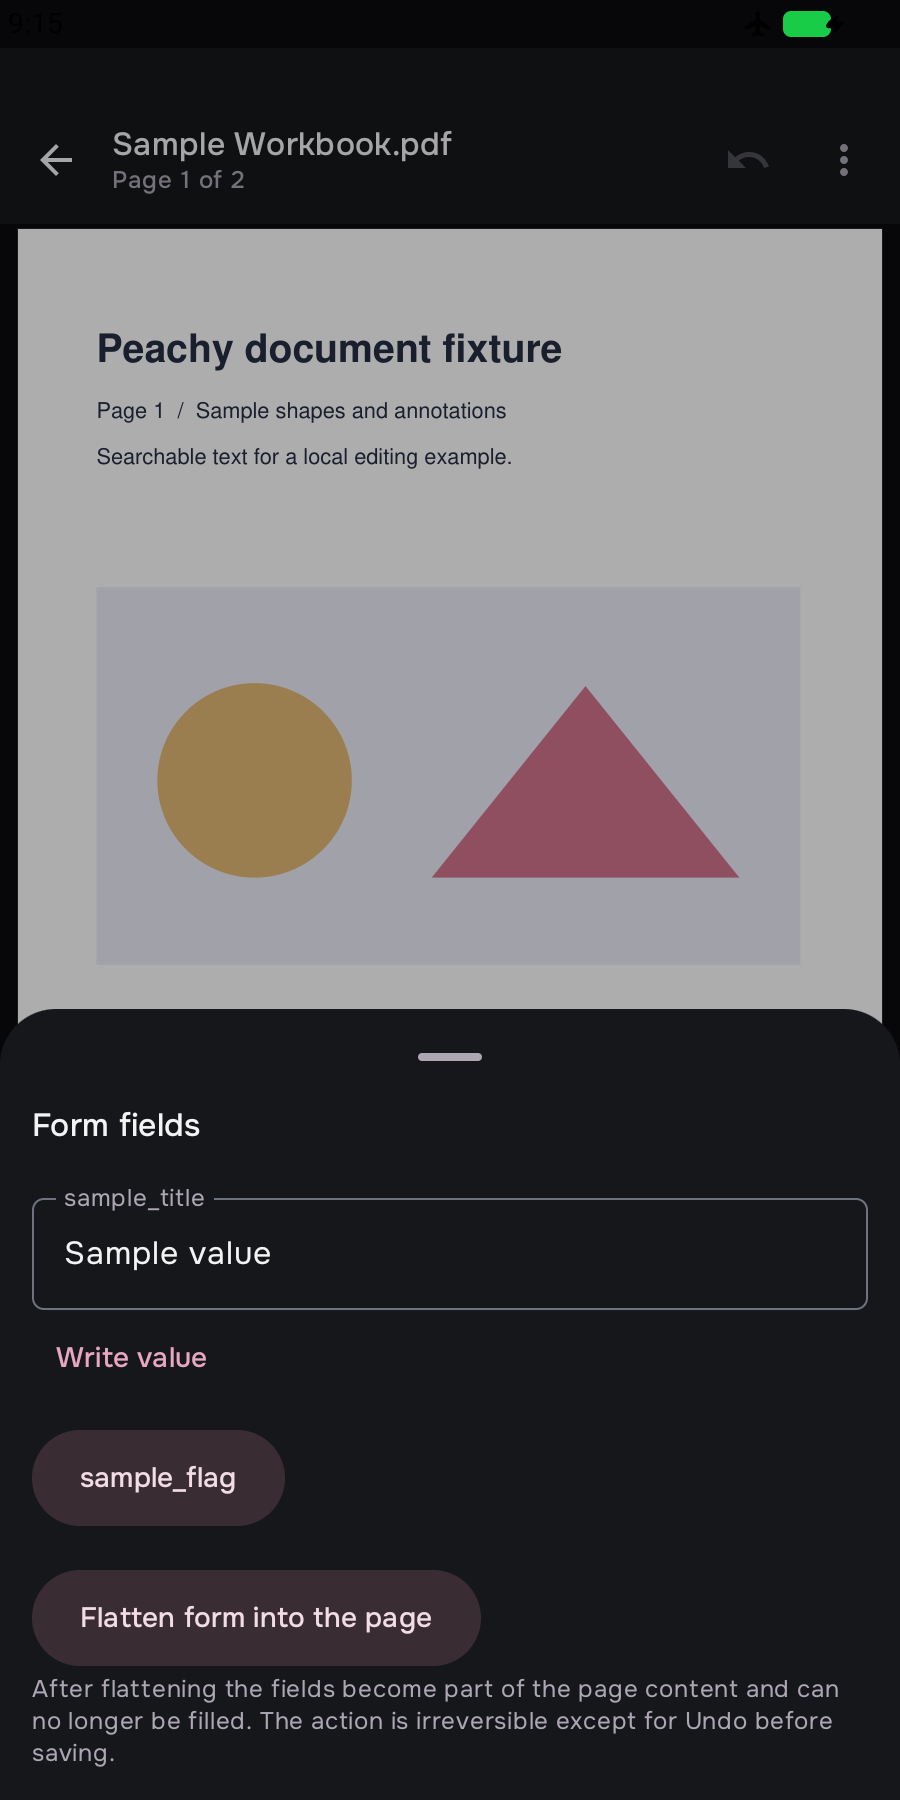 9:15
Sample Workbook.pdf
Page 1 of 2
Peachy document fixture
Page 1 / Sample shapes and annotations
Searchable text for a local editing example.
Form fields
sample_title
Sample value
Write value
sample_flag
Flatten form into the page
After flattening the fields become part of the page content and can
no longer be filled. The action is irreversible except for Undo before
saving.